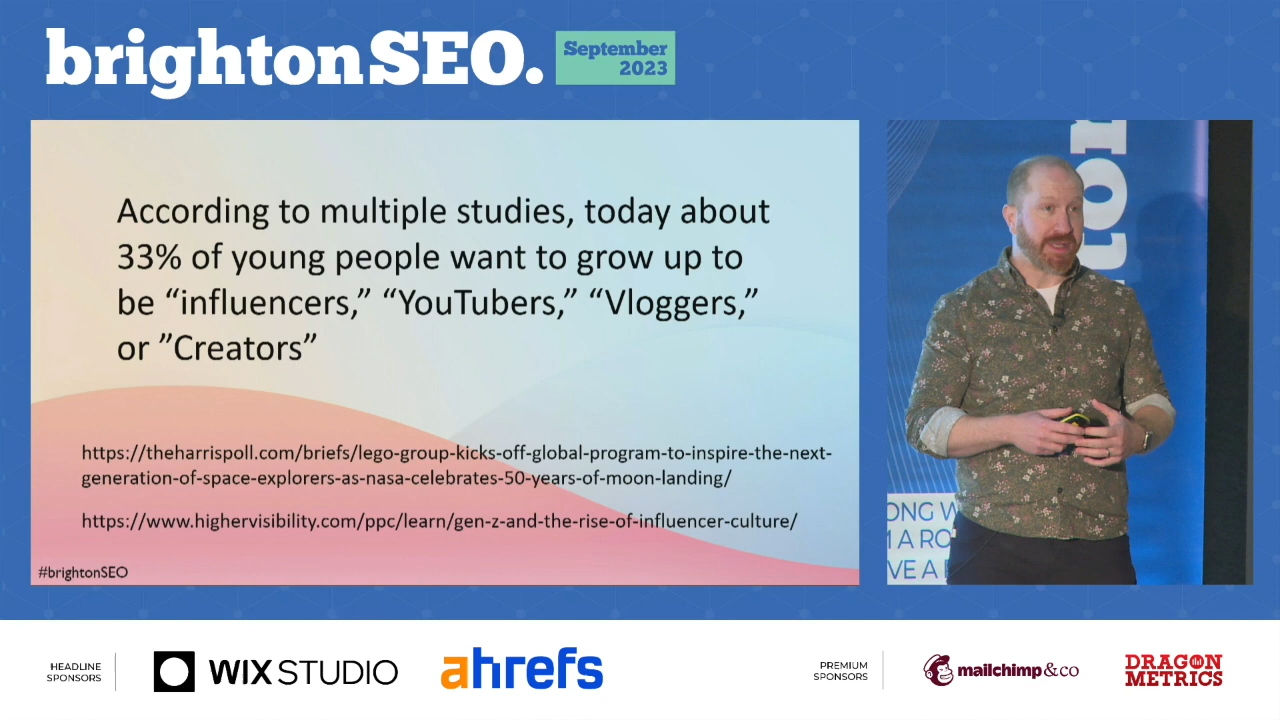 brightonSEO.
September
2023
According to multiple studies, today about
33% of young people want to grow up to
be “influencers,” “YouTubers,” “Vloggers,”
or ”Creators”
https://theharrispoll.com/briefs/lego-group-kicks-off-global-program-to-inspire-the-next-
generation-of-space-explorers-as-nasa-celebrates-50-years-of-moon-landing/
https://www.highervisibility.com/ppc/learn/gen-z-and-the-rise-of-influencer-culture/
#brightonSEO
HEADLINE
SPONSORS
WIX STUDIO
ahrefs
PREMIUM
SPONSORS
mailchimp&co
DRAGON
METRICS